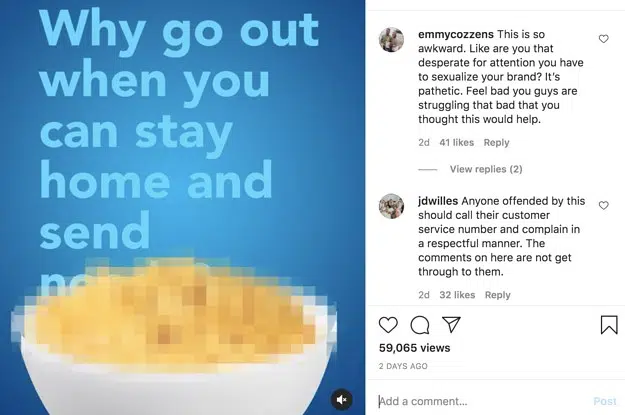 Why go out
when you
can stay
home and
send
emmycozzens This is so
awkward. Like are you that
desperate for attention you have
to sexualize your brand? It's
pathetic. Feel bad you guys are
struggling that bad that you
thought this would help.
2d 41 likes Reply
View replies (2)
jdwilles Anyone offended by this
should call their customer
service number and complain in
a respectful manner. The
comments on here are not get
through to them.
2d 32 likes Reply
59,065 views
2 DAYS AGO
Add a comment... Post